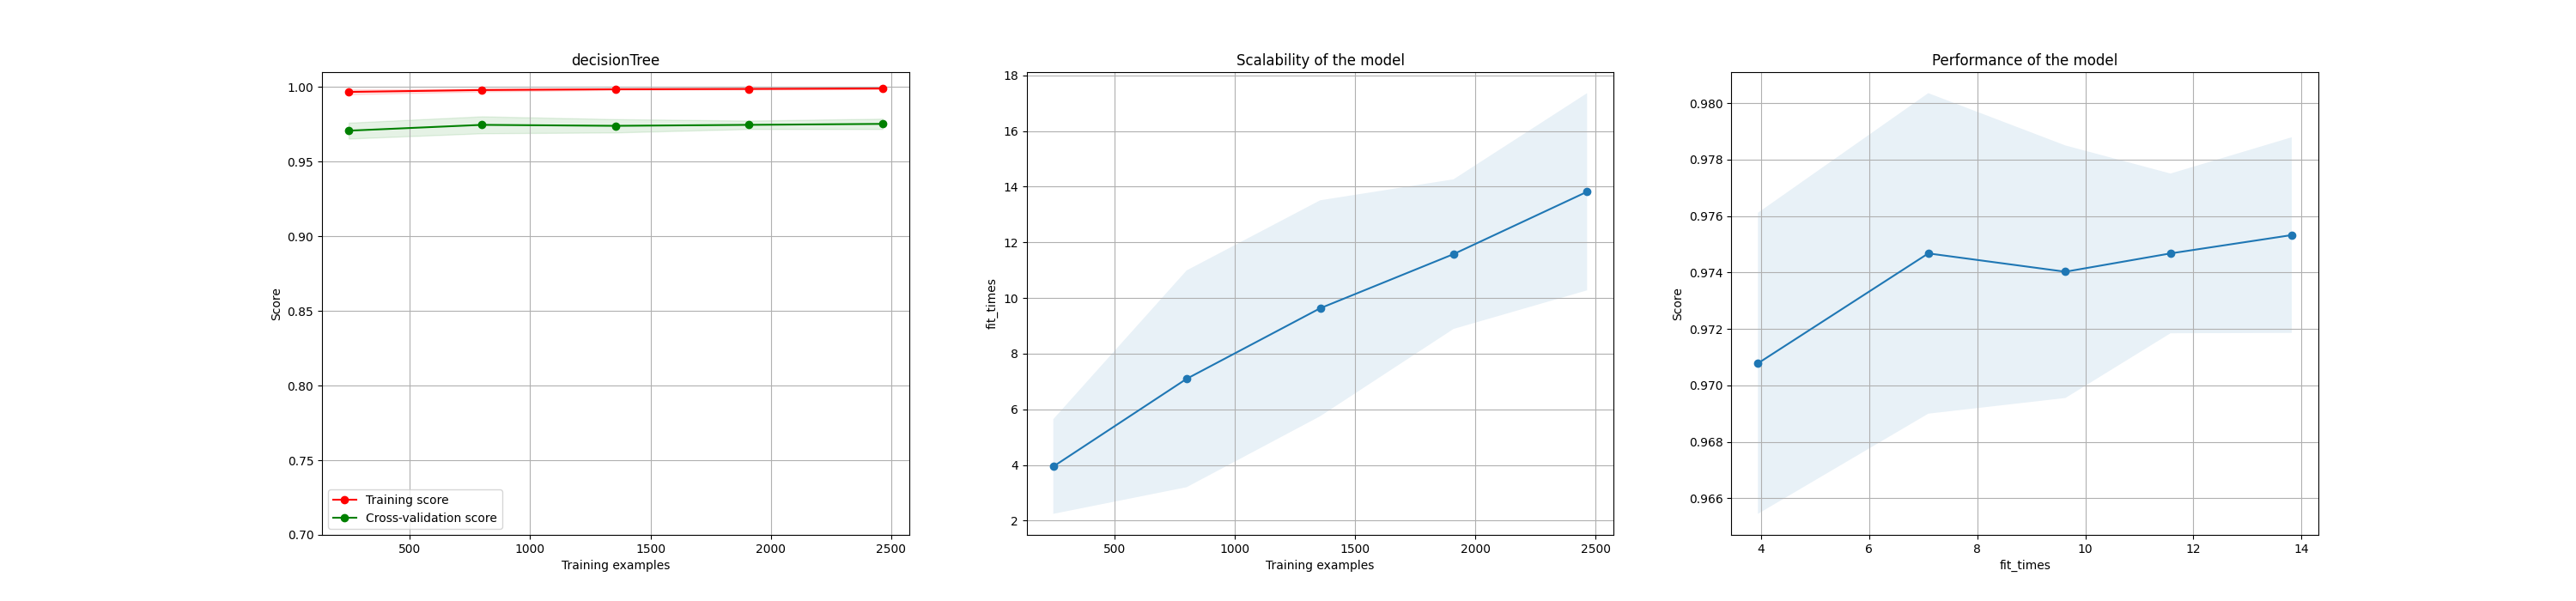 decisionTree
1.00
0.95
0.90
0.85
0.80
0.75
0.70
Score
Training score
Cross-validation score
500 1000 1500 2000 2500
Training examples
Scalability of the model
18
16
14
12
10
8
6
4
2
fit_times
500 1000 1500 2000 2500
Training examples
Performance of the model
0.980
0.978
0.976
0.974
0.972
0.970
0.968
0.966
Score
4 6 8 10 12 14
fit_times